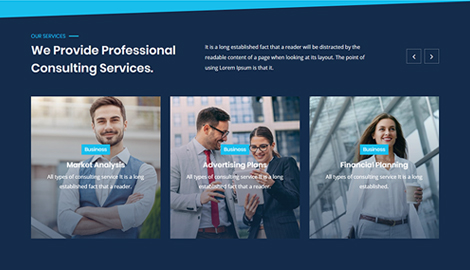 OUR SERVICES
We Provide Professional
Consulting Services.
It is a long established fact that a reader will be distracted by the
readable content of a page when looking at its layout. The point of
using Lorem Ipsum is that it.
Business
Market Analysis
All types of consulting service It is a long
established fact that a reader.
Business
Advertising Plans
All types of consulting service It is a long
established fact that a reader.
Business
Financial Planning
All types of consulting service It is a long
established.